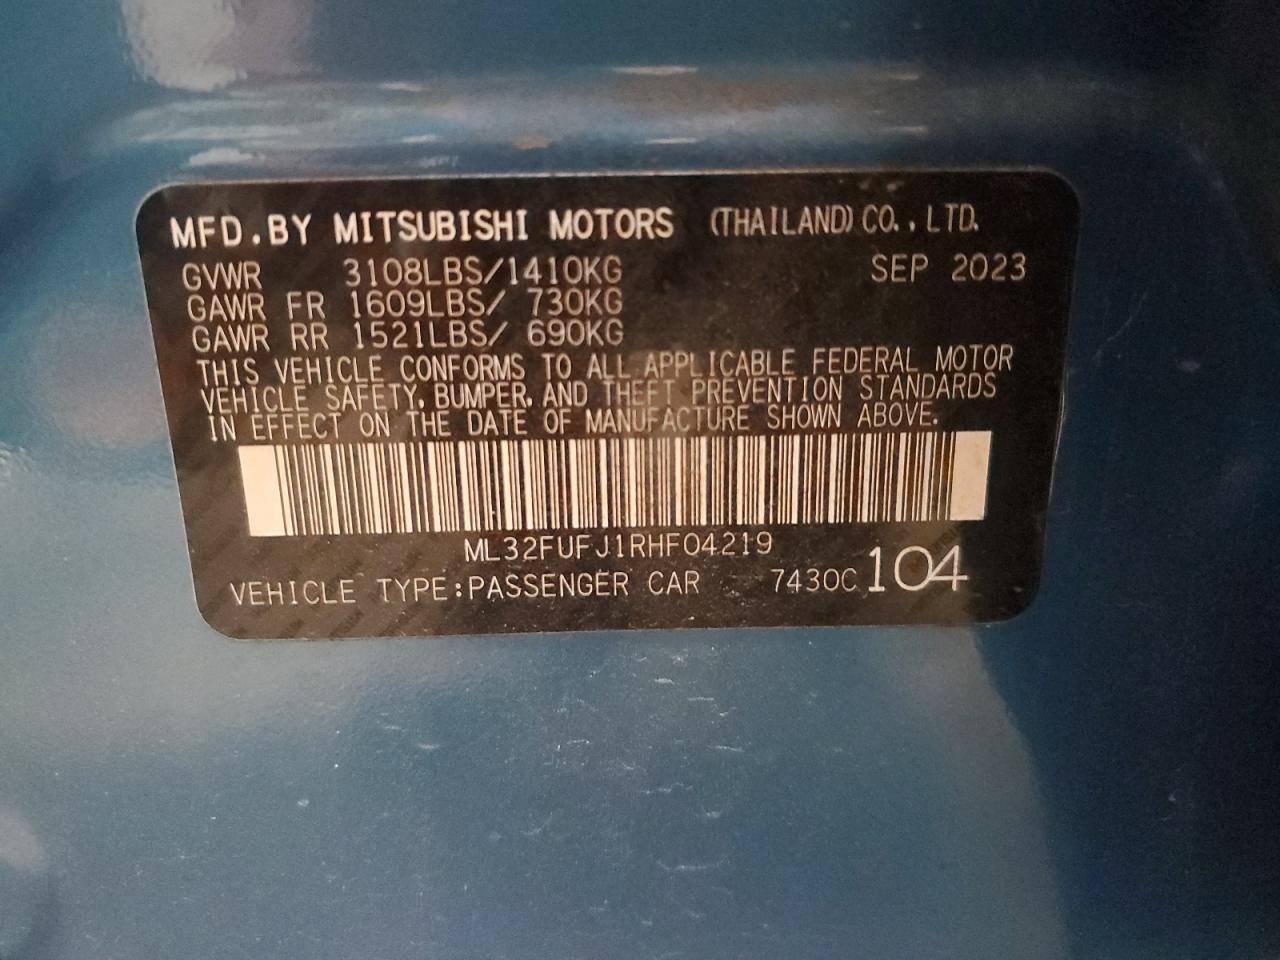 MFD.BY MITSUBISHI MOTORS (THAILAND) CO., LTD.
GVWR 3108LBS/1410KG SEP 2023
GAWR FR 1609LBS/ 730KG
GAWR RR 1521LBS/ 690KG
THIS VEHICLE CONFORMS TO ALL APPLICABLE FEDERAL MOTOR
VEHICLE SAFETY, BUMPER, AND THEFT PREVENTION STANDARDS
IN EFFECT ON THE DATE OF MANUFACTURE SHOWN ABOVE.
ML32FUFJ1RHF04219
VEHICLE TYPE:PASSENGER CAR 7430C 104